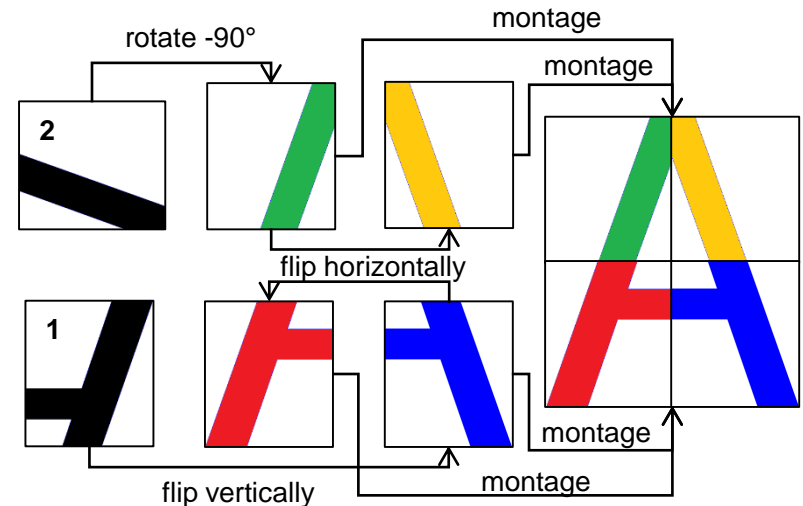 montage
rotate -90°
montage
2
flip horizontally
1
montage
montage
flip vertically